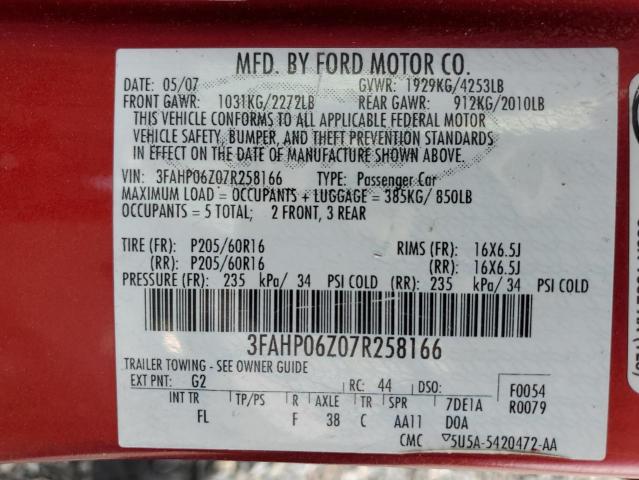 MFD. BY FORD MOTOR CO.
DATE: 05/07 GVWR: 1929KG/4253LB
FRONT GAWR: 1031KG/2272LB REAR GAWR: 912KG/2010LB
THIS VEHICLE CONFORMS TO ALL APPLICABLE FEDERAL MOTOR
VEHICLE SAFETY, BUMPER, AND THEFT PREVENTION STANDARDS
IN EFFECT ON THE DATE OF MANUFACTURE SHOWN ABOVE.
VIN: 3FAHP06Z07R258166 TYPE: Passenger Car
MAXIMUM LOAD = OCCUPANTS + LUGGAGE = 385KG/ 850LB
OCCUPANTS = 5 TOTAL; 2 FRONT, 3 REAR
TIRE (FR): P205/60R16 RIMS (FR): 16X6.5J
(RR): P205/60R16 (RR): 16X6.5J
PRESSURE (FR): 235 kPa/ 34 PSI COLD (RR): 235 kPa/ 34 PSI COLD
3FAHP06Z07R258166
TRAILER TOWING - SEE OWNER GUIDE
EXT PNT: G2 RC: 44 DSO: F0054
INT TR TP/PS R AXLE TR SPR 7DE1A R0079
FL F 38 C AA11 D0A
CMC ▽5U5A-5420472-AA